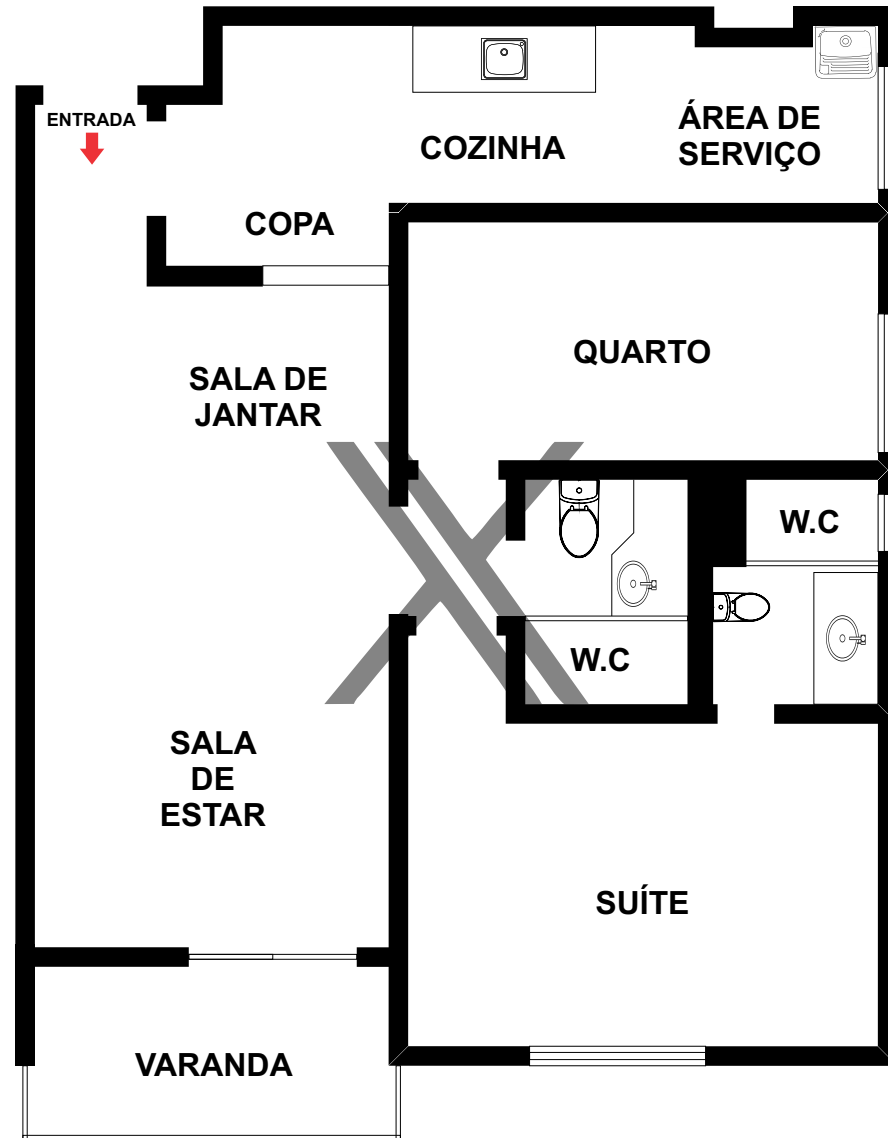 ENTRADA
COZINHA
ÁREA DE
SERVIÇO
COPA
QUARTO
SALA DE
JANTAR
W.C
W.C
SALA
DE
ESTAR
SUÍTE
VARANDA